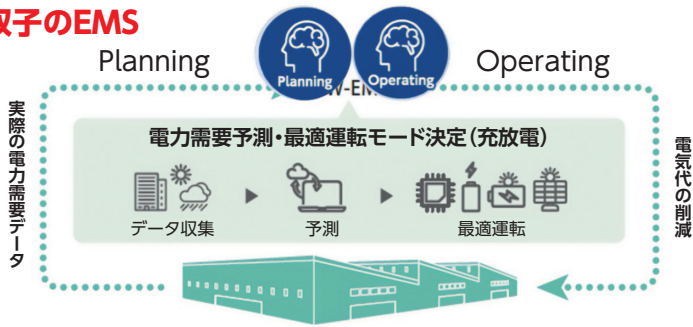 双子のEMS
Planning
Operating
Planning
Operating
W-EM
電力需要予測・最適運転モード決定（充放電）
データ収集
予測
最適運転
実際の電力需要データ
電気代の削減